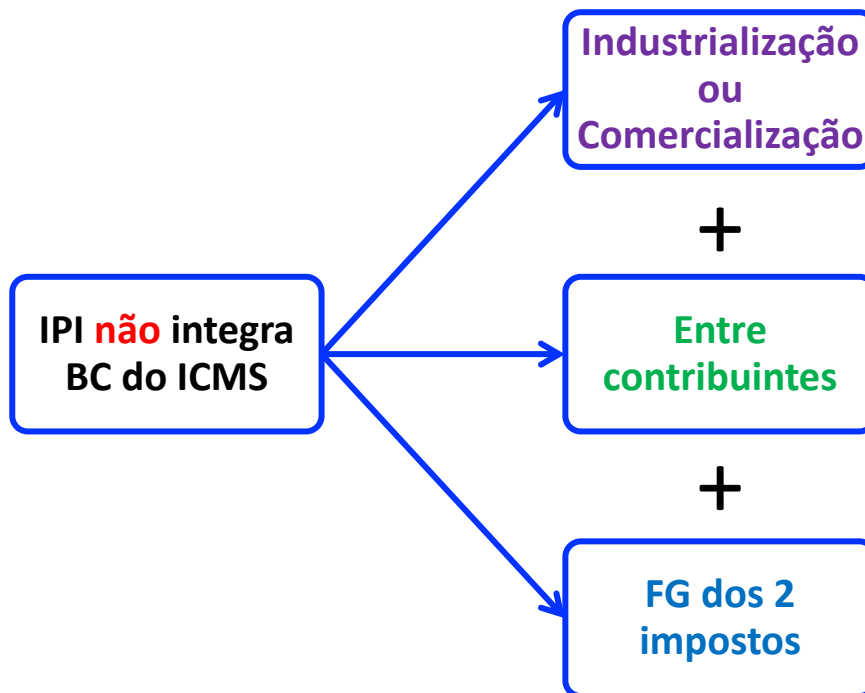 Industrialização
ou
Comercialização
+
IPI não integra
BC do ICMS
Entre
contribuintes
+
FG dos 2
impostos